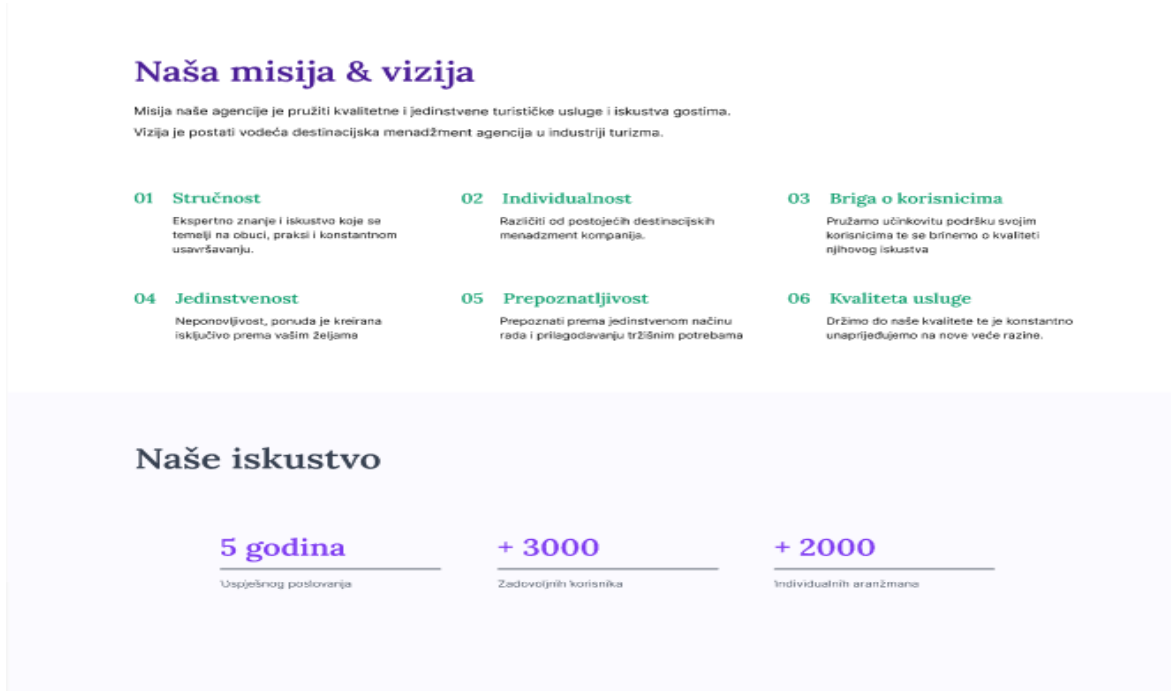 Naša misija & vizija
Misija naše agencije je pružiti kvalitetne i jedinstvene turističke usluge i iskustva gostima.
Vizija je postati vodeća destinacijska menadžment agencija u industriji turizma.
01 Stručnost
Ekspertno znanje i iskustvo koje se
temelji na obuci, praksi i konstantnom
usavršavanju.
02 Individualnost
Različiti od postojećih destinacijskih
menadzment kompanija.
03 Briga o korisnicima
Pružamo učinkovitu podršku svojim
korisnicima te se brinemo o kvaliteti
njihovog iskustva
04 Jedinstvenost
Neponovljivost, ponuda je kreirana
isključivo prema vašim željama
05 Prepoznatljivost
Prepoznati prema jedinstvenom načinu
rada i prilagođavanju tržišnim potrebama
06 Kvaliteta usluge
Držimo do naše kvalitete te je konstantno
unaprijeđujemo na nove veće razine.
Naše iskustvo
5 godina
Uspješnog poslovanja
+ 3000
Zadovoljnih korisnika
+ 2000
Individualnih aranžmana